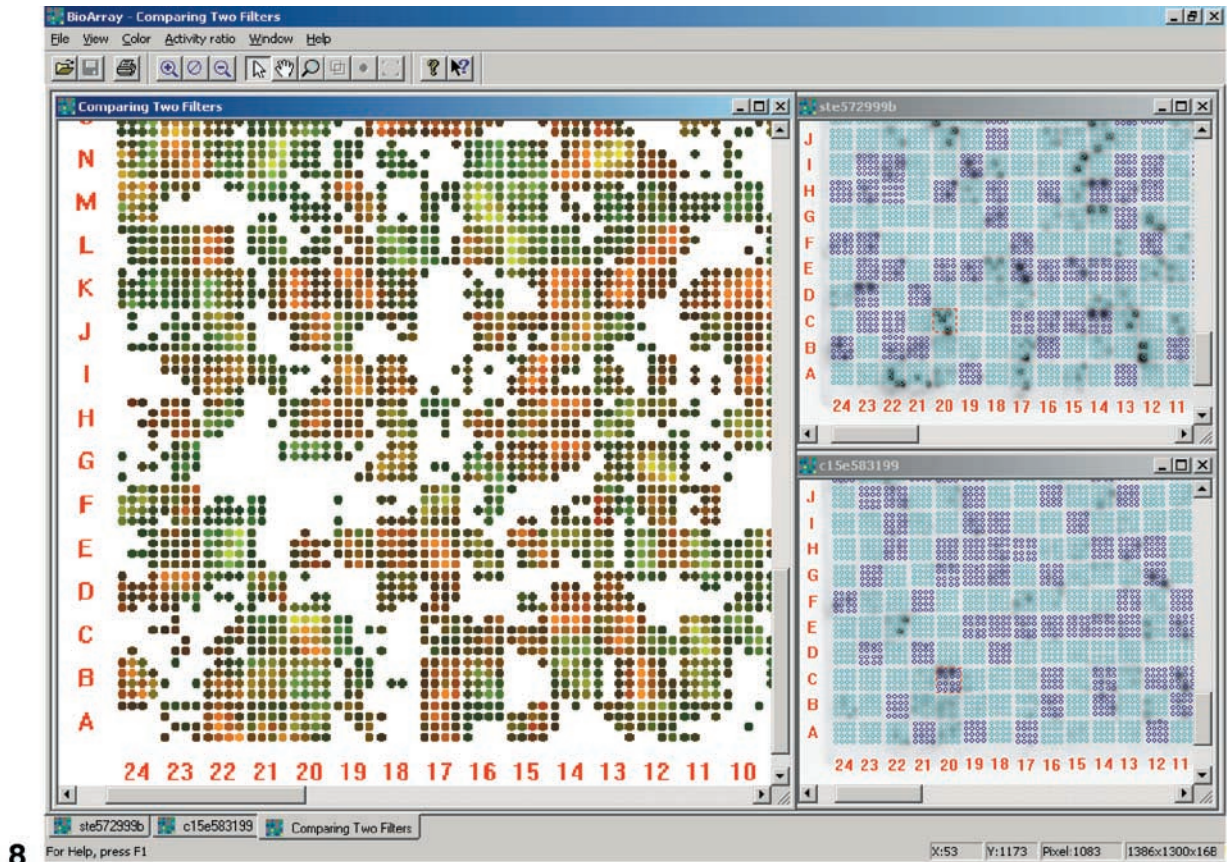 BioArray - Comparing Two Filters
File View Color Activity ratio Window Help
Comparing Two Filters
N
M
L
K
J
I
H
G
F
E
D
C
B
A
24 23 22 21 20 19 18 17 16 15 14 13 12 11 10
ste572999b
J
I
H
G
F
E
D
C
B
A
24 23 22 21 20 19 18 17 16 15 14 13 12 11
c15e583199
J
I
H
G
F
E
D
C
B
A
24 23 22 21 20 19 18 17 16 15 14 13 12 11
ste572999b c15e583199 Comparing Two Filters
8
For Help, press F1 X:53 Y:1173 Pixel:1083 1386x1300x16B